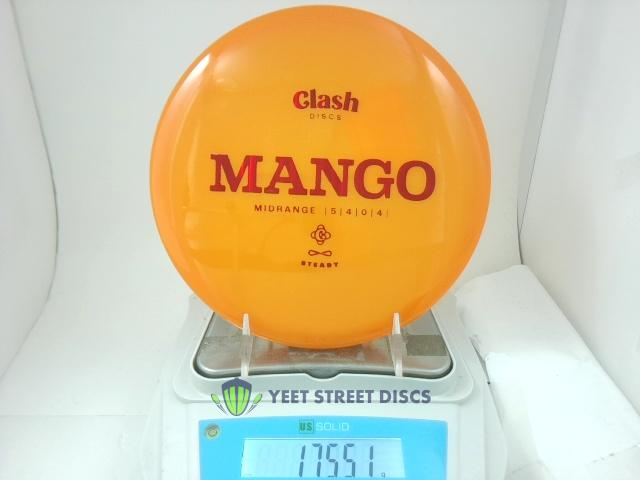 Clash
DISCS
MANGO
MIDRANGE |5|4|0|4|
STEADY
YEET STREET DISCS
US SOLID
175.51 g